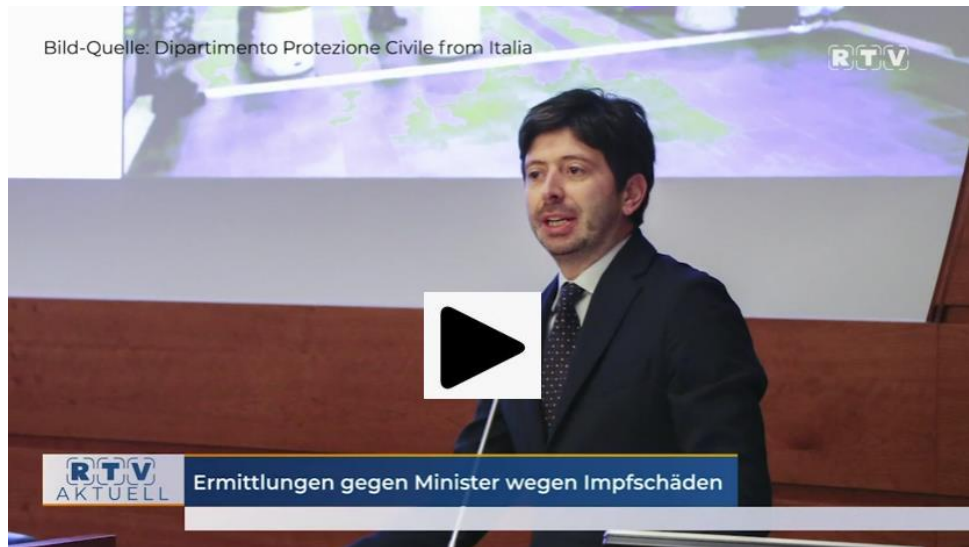 Bild-Quelle: Dipartimento Protezione Civile from Italia
RTV
RTV
AKTUELL
Ermittlungen gegen Minister wegen Impfschäden